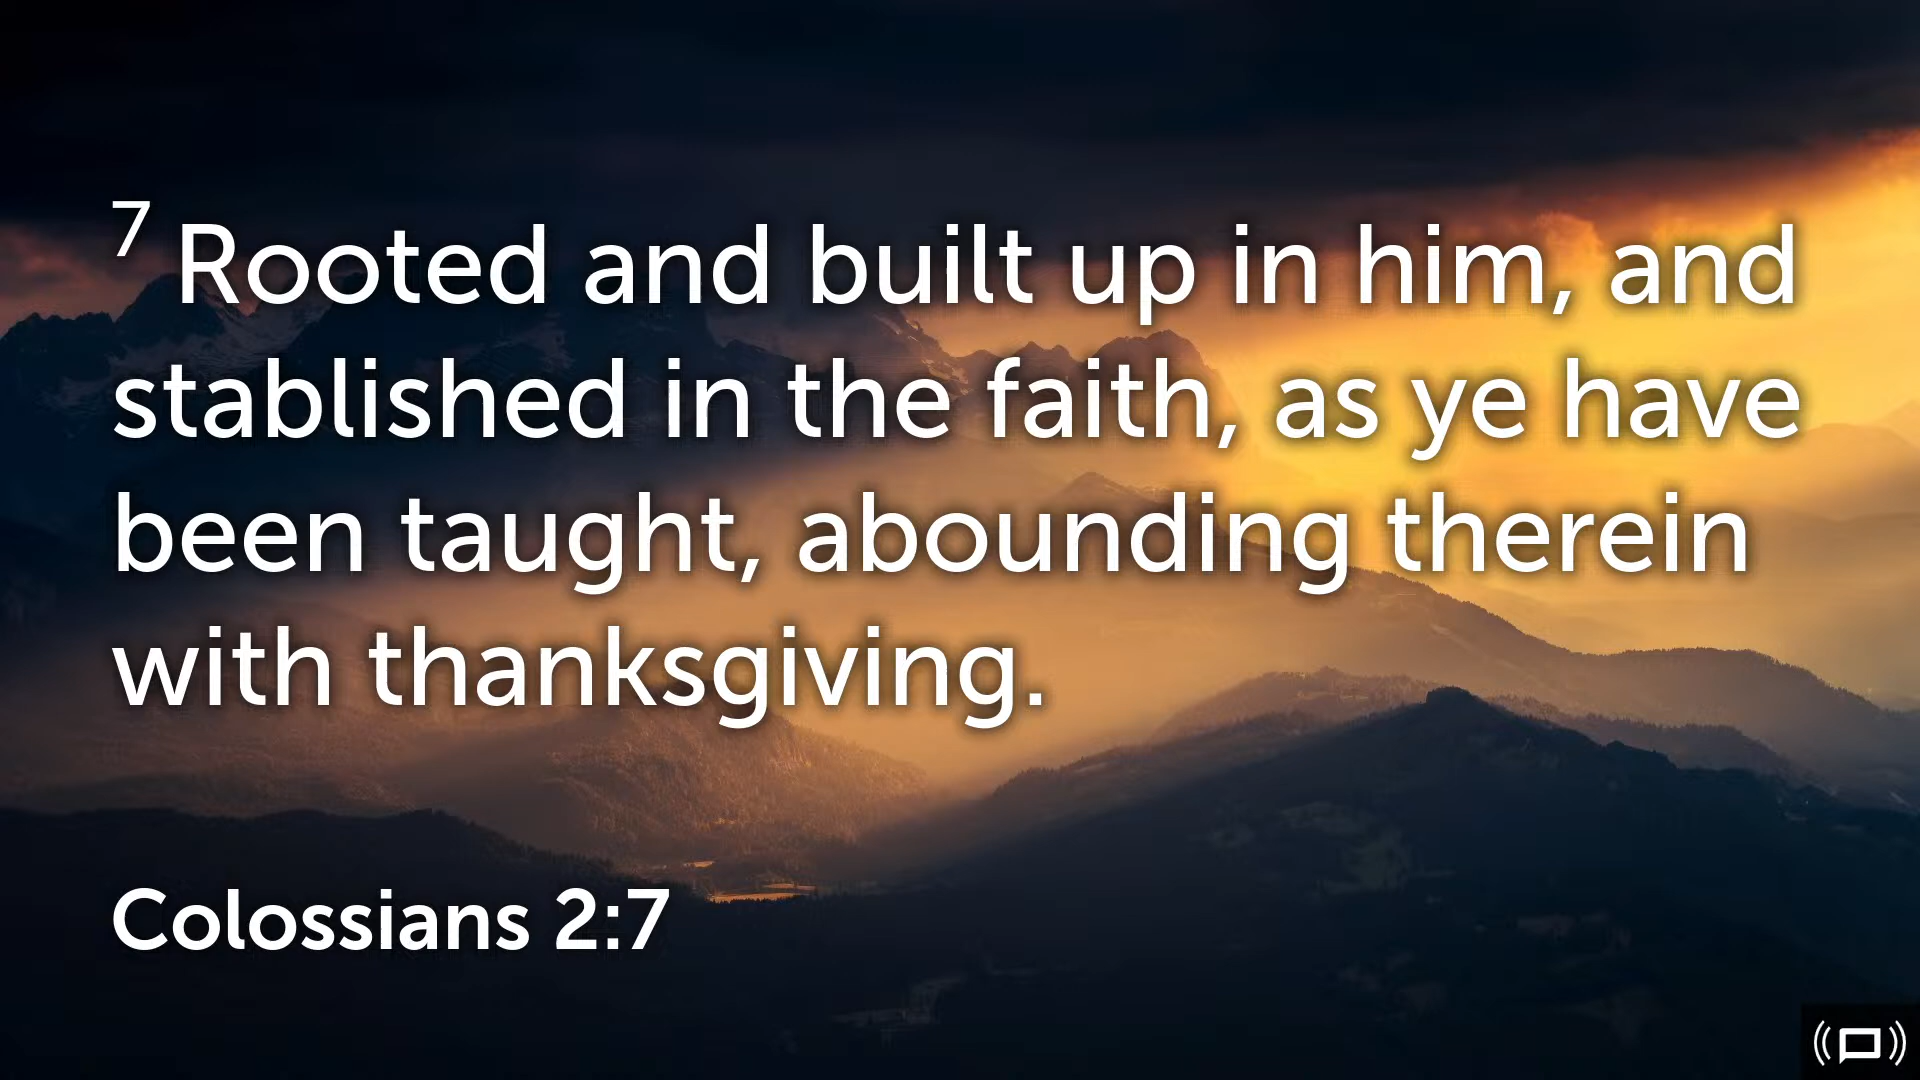 7 Rooted and built up in him, and
stablished in the faith, as ye have
been taught, abounding therein
with thanksgiving.
Colossians 2:7